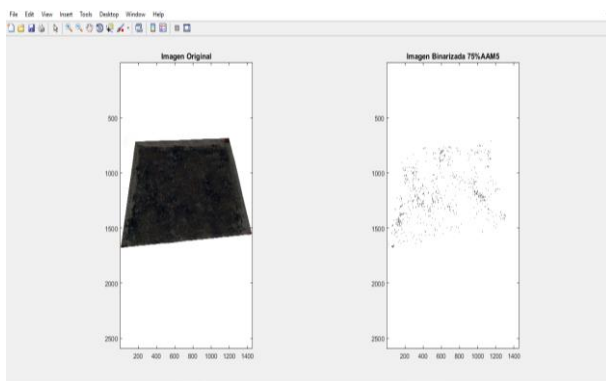 File Edit View Insert Tools Desktop Window Help
Imagen Original
500
1000
1500
2000
2500
200 400 600 800 1000 1200 1400
Imagen Binarizada 75%AAM5
500
1000
1500
2000
2500
200 400 600 800 1000 1200 1400